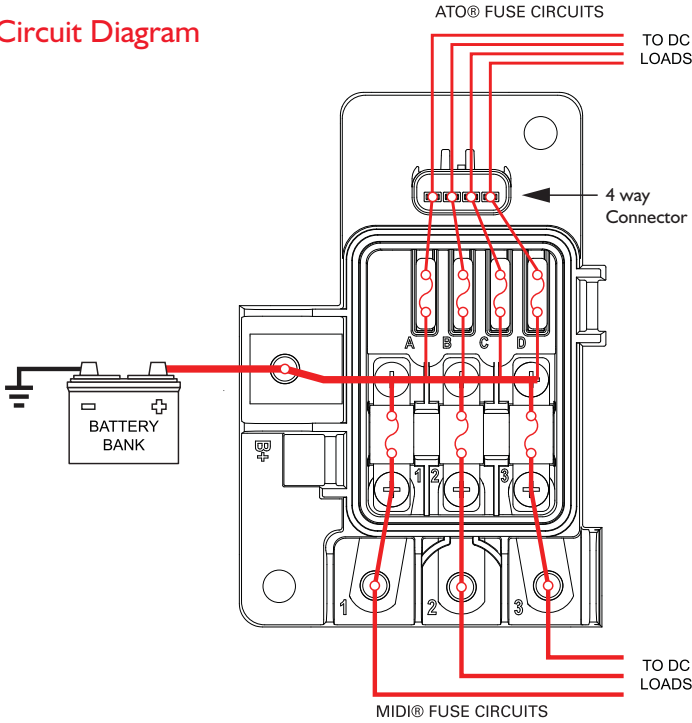 Circuit Diagram
ATO® FUSE CIRCUITS
TO DC
LOADS
4 way
Connector
A B C D
BATTERY
BANK
B+
1 2 3
1 2 3
TO DC
LOADS
MIDI® FUSE CIRCUITS